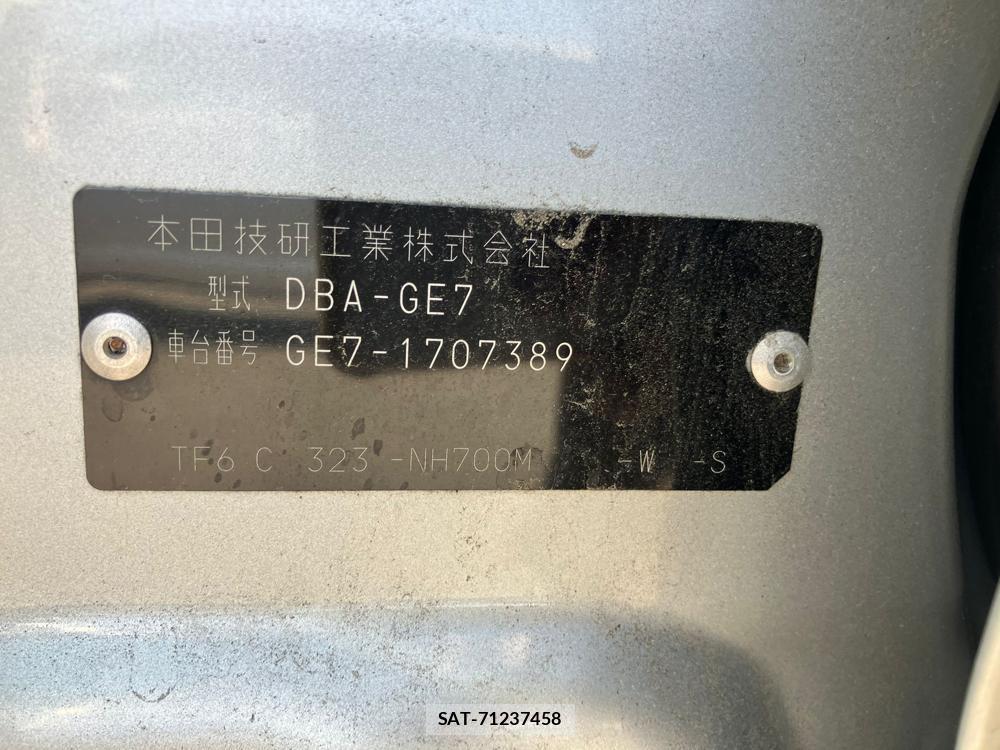 本田技研工業株式会社
型式 DBA-GE7
車台番号 GE7-1707389
TF6 C 323 -NH700M -W -S
SAT-71237458